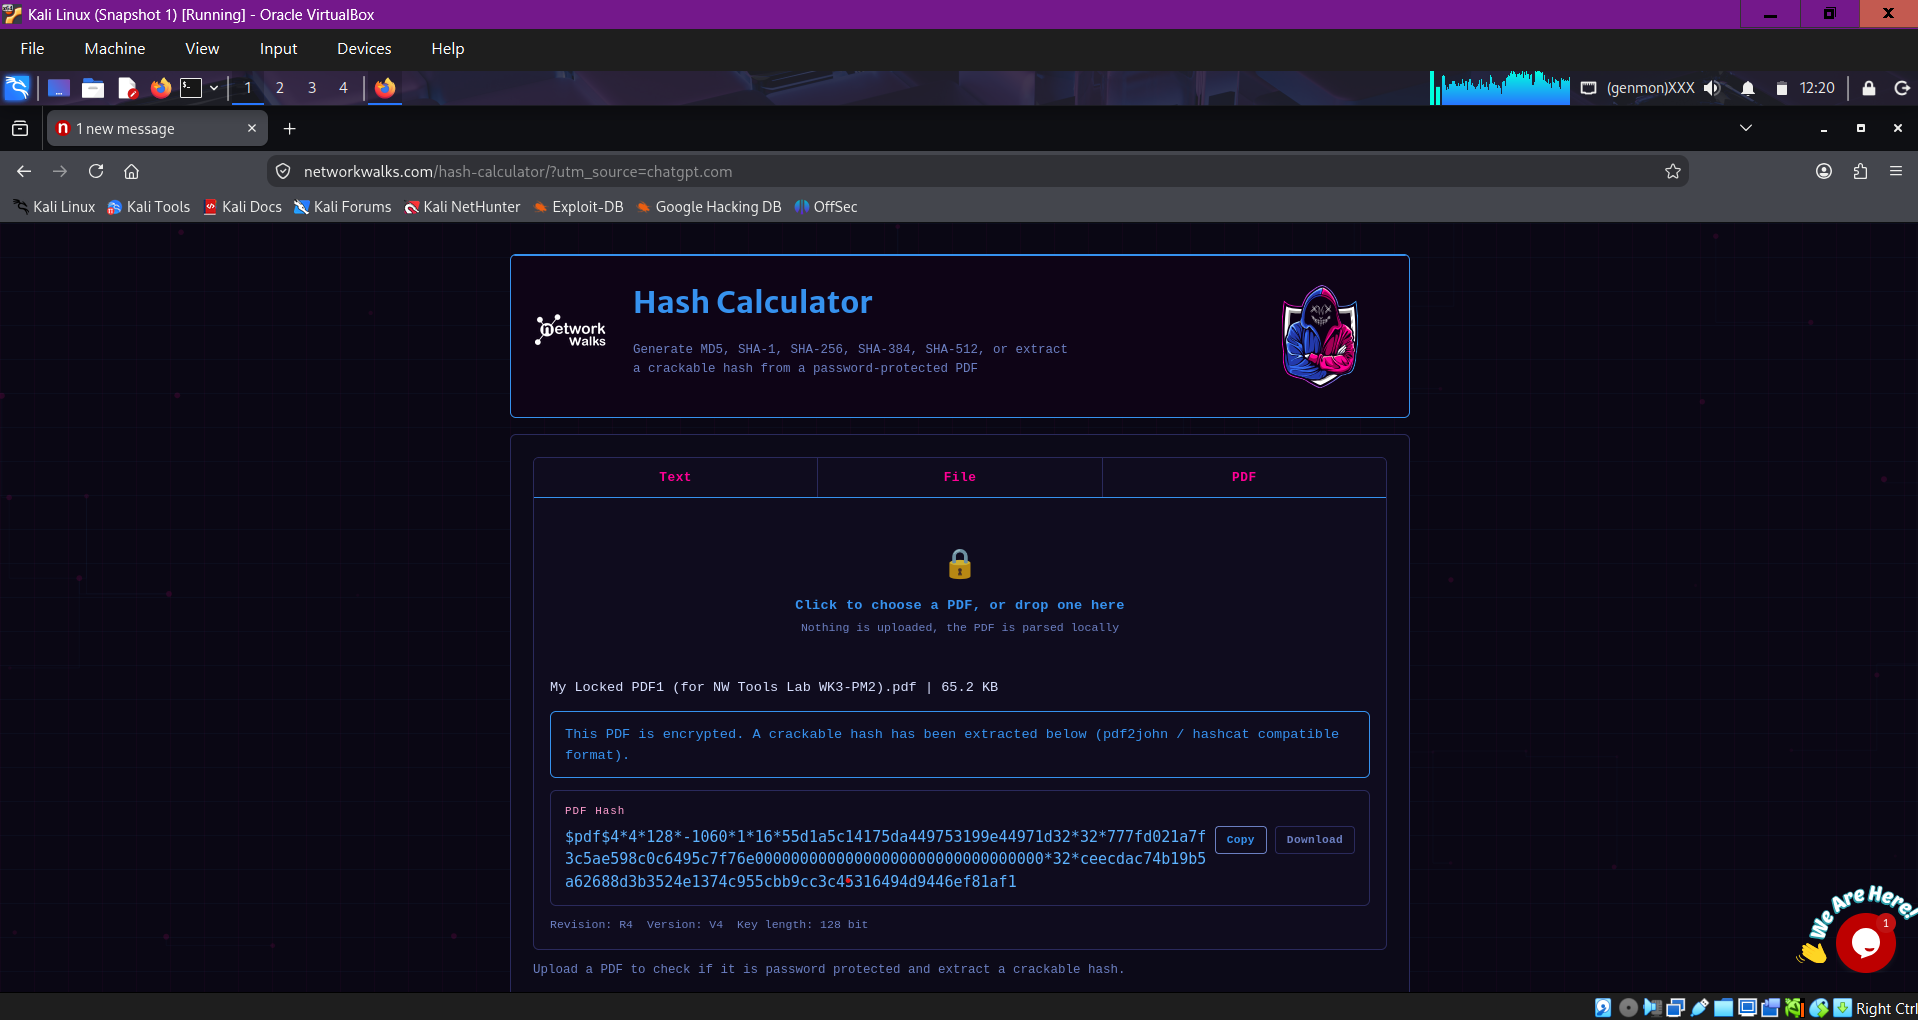 Kali Linux (Snapshot 1) [Running] - Oracle VirtualBox
File Machine View Input Devices Help
1 2 3 4 (genmon)XXX 12:20
1 new message
networkwalks.com/hash-calculator/?utm_source=chatgpt.com
Kali Linux Kali Tools Kali Docs Kali Forums Kali NetHunter Exploit-DB Google Hacking DB OffSec
Hash Calculator
network
Walks
Generate MD5, SHA-1, SHA-256, SHA-384, SHA-512, or extract
a crackable hash from a password-protected PDF
Text File PDF
Click to choose a PDF, or drop one here
Nothing is uploaded, the PDF is parsed locally
My Locked PDF1 (for NW Tools Lab WK3-PM2).pdf | 65.2 KB
This PDF is encrypted. A crackable hash has been extracted below (pdf2john / hashcat compatible
format).
PDF Hash
$pdf$4*4*128*-1060*1*16*55d1a5c14175da449753199e44971d32*32*777fd021a7f
3c5ae598c0c6495c7f76e00000000000000000000000000000000*32*ceecdac74b19b5
a62688d3b3524e1374c955cbb9cc3c45316494d9446ef81af1
Copy Download
Revision: R4 Version: V4 Key length: 128 bit
Upload a PDF to check if it is password protected and extract a crackable hash.
We Are Here!
1
Right Ctrl